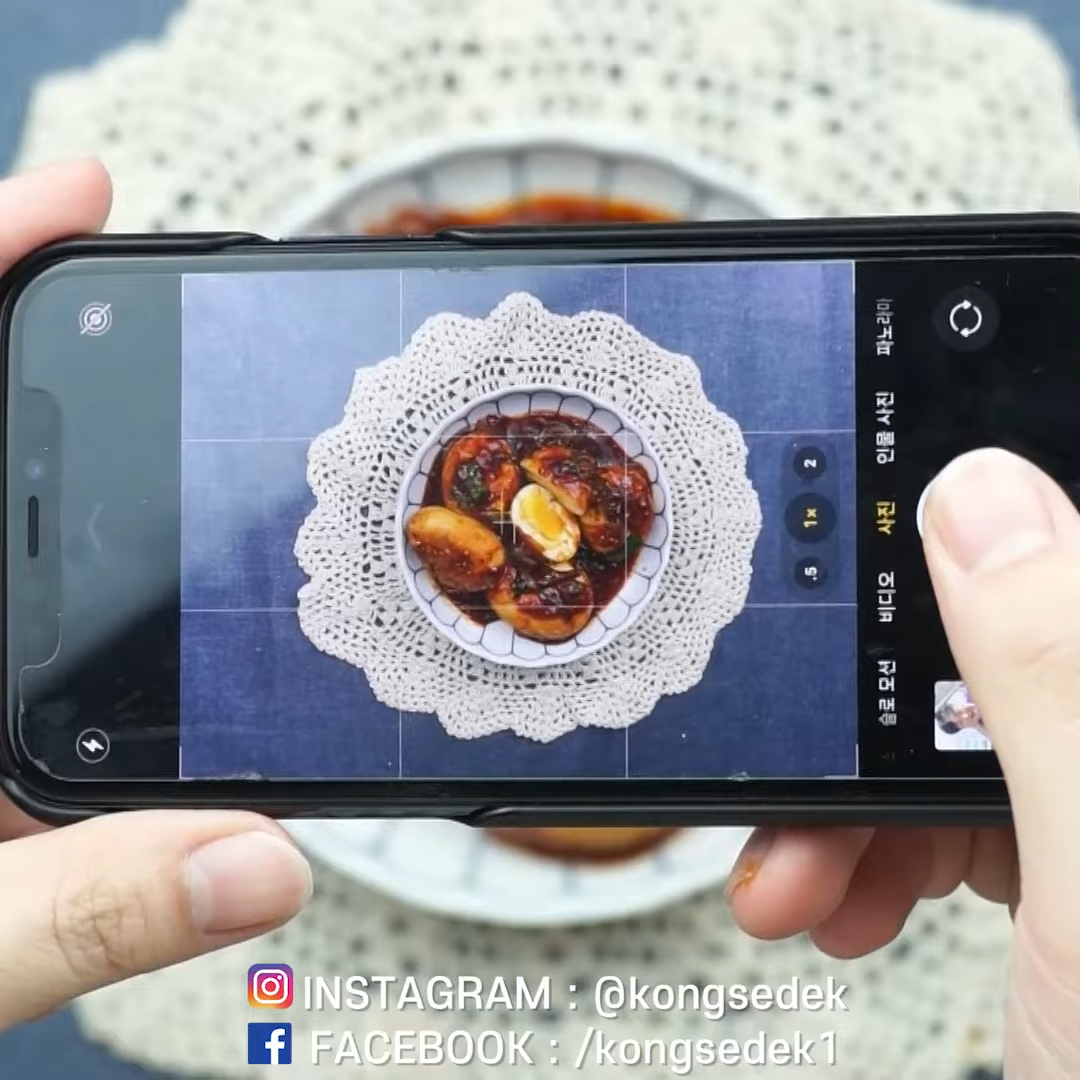 파노라마
인물 사진
사진
비디오
슬로 모션
2
1×
.5
INSTAGRAM : @kongsedek
FACEBOOK : /kongsedek1